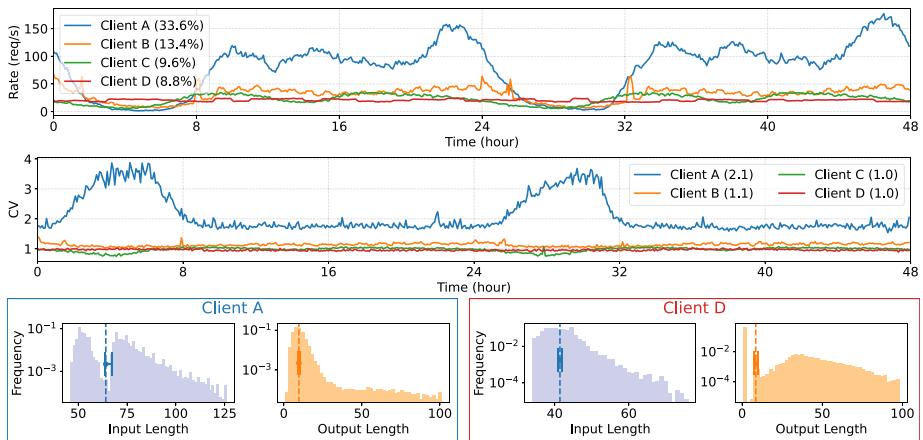 Rate (req/s)
150
100
50
0
Client A (33.6%)
Client B (13.4%)
Client C (9.6%)
Client D (8.8%)
0 8 16 24 32 40 48
Time (hour)
CV
4
3
2
1
Client A (2.1) Client C (1.0)
Client B (1.1) Client D (1.0)
0 8 16 24 32 40 48
Time (hour)
Client A
Frequency
10⁻¹
10⁻³
50 75 100 125
Input Length
10⁻¹
10⁻³
0 50 100
Output Length
Client D
Frequency
10⁻²
10⁻⁴
40 60
Input Length
10⁻²
10⁻⁴
0 50 100
Output Length